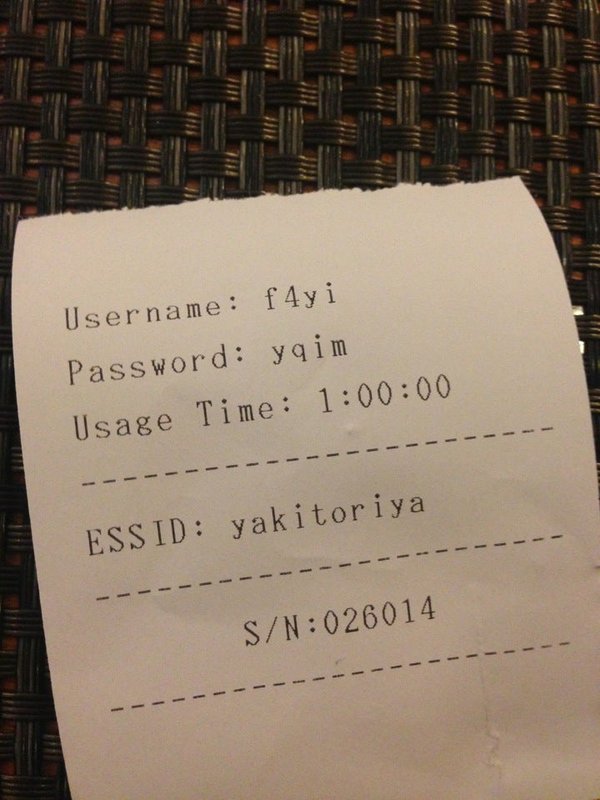 Username: f4yi
Password: yqim
Usage Time: 1:00:00
------------------------
ESSID: yakitoriya
------------------------
S/N:026014
------------------------